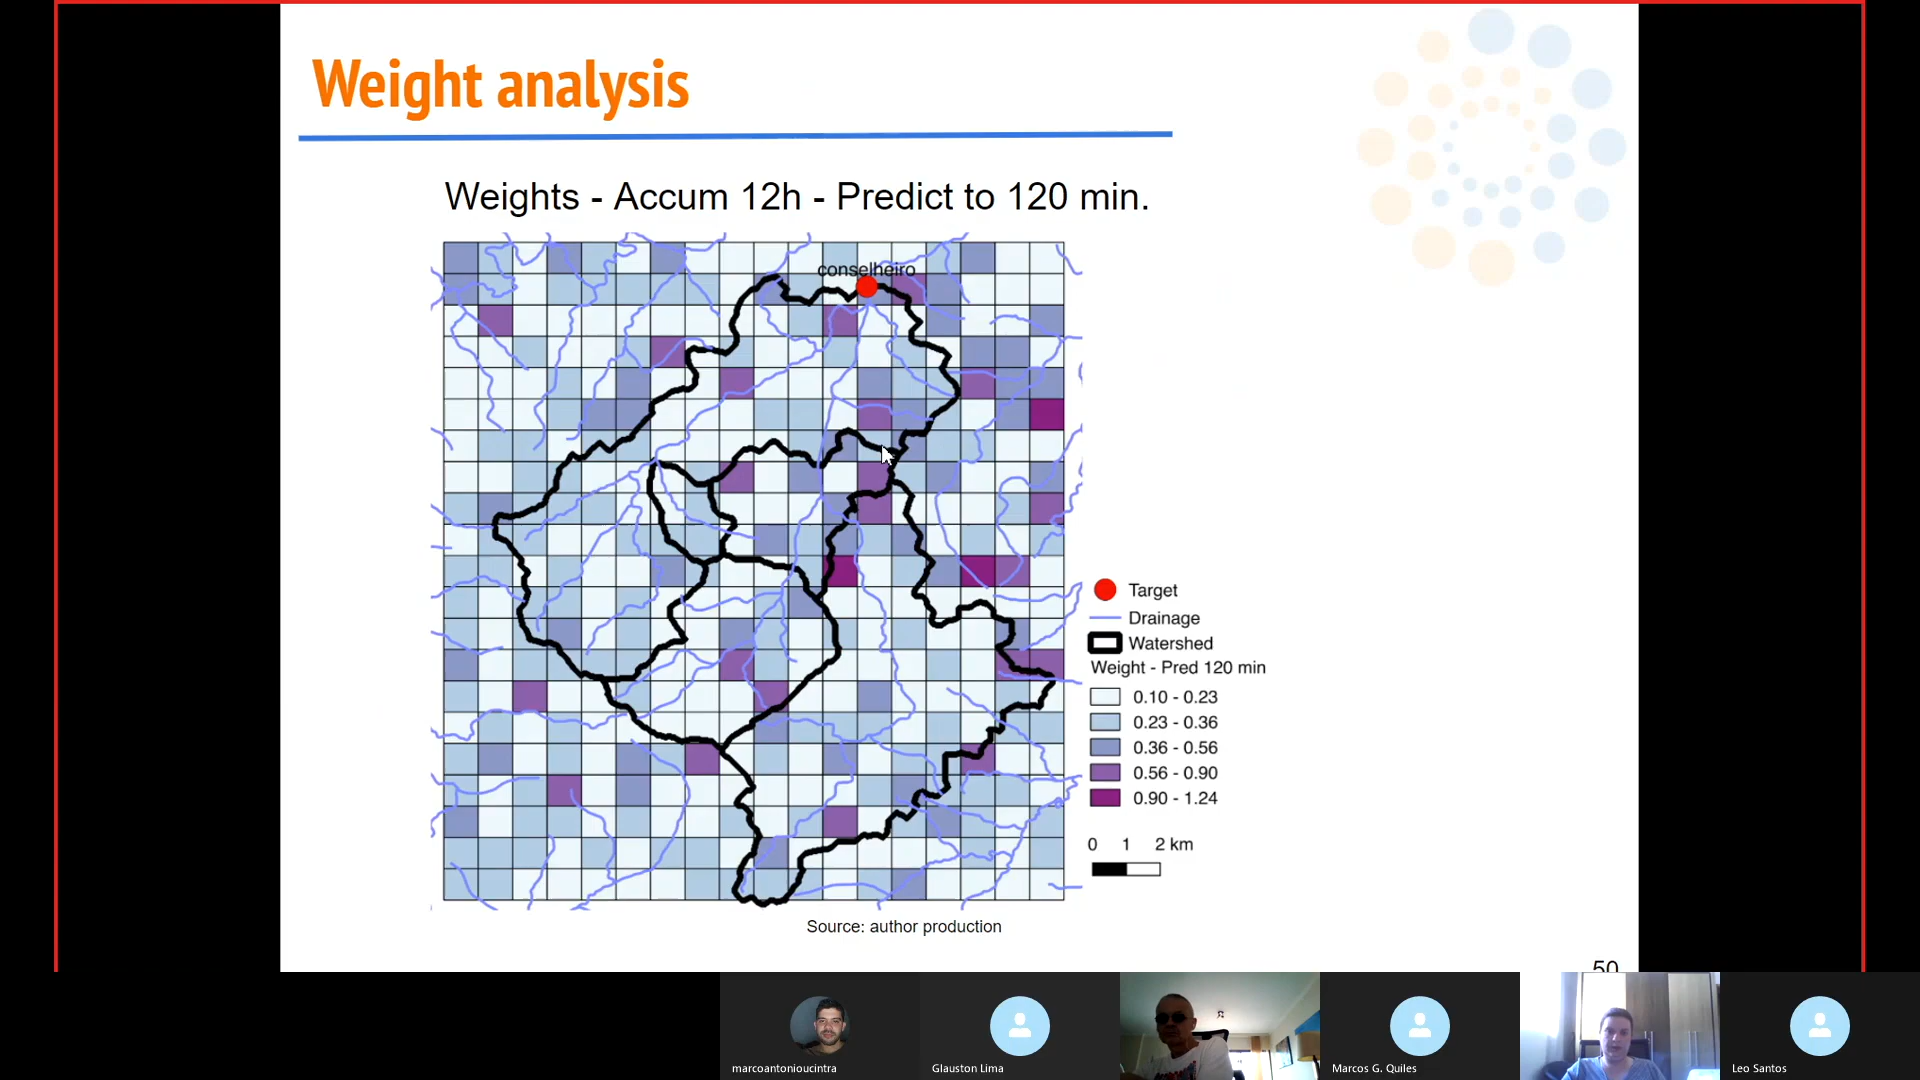 Weight analysis
Weights - Accum 12h - Predict to 120 min.
conselheiro
Target
Drainage
Watershed
Weight - Pred 120 min
0.10 - 0.23
0.23 - 0.36
0.36 - 0.56
0.56 - 0.90
0.90 - 1.24
0 1 2 km
Source: author production
50
marcoantonioucintra
Glauston Lima
Marcos G. Quiles
Leo Santos